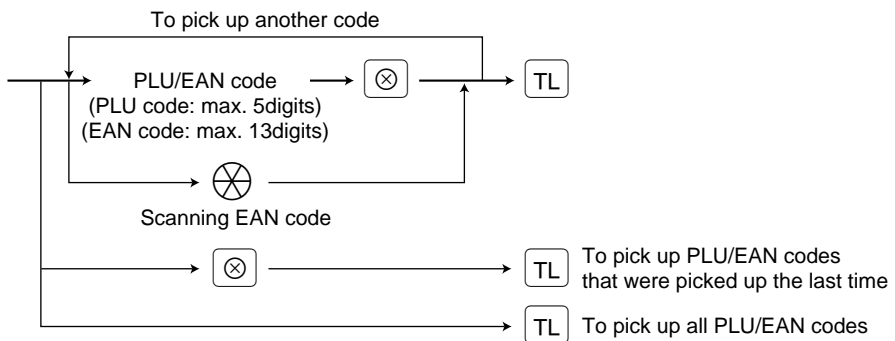 To pick up another code
PLU/EAN code
(PLU code: max. 5digits)
(EAN code: max. 13digits)
⊗
TL
Scanning EAN code
⊗
TL
To pick up PLU/EAN codes
that were picked up the last time
TL
To pick up all PLU/EAN codes